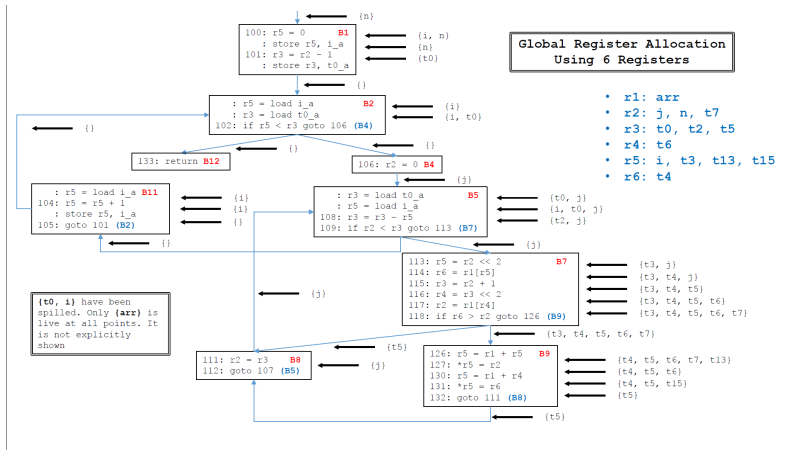 {n}
100: r5 = 0 B1
: store r5, i_a
101: r3 = r2 - 1
: store r3, t0_a
{i, n}
{n}
{t0}
Global Register Allocation
Using 6 Registers
{}
• r1: arr
• r2: j, n, t7
• r3: t0, t2, t5
• r4: t6
• r5: i, t3, t13, t15
• r6: t4
: r5 = load i_a B2
: r3 = load t0_a
102: if r5 < r3 goto 106 (B4)
{i}
{i, t0}
{}
{}
{}
133: return B12
106: r2 = 0 B4
{j}
: r5 = load i_a B11
104: r5 = r5 + 1
: store r5, i_a
105: goto 101 (B2)
{i}
{i}
{}
: r3 = load t0_a B5
: r5 = load i_a
108: r3 = r3 - r5
109: if r2 < r3 goto 113 (B7)
{t0, j}
{i, t0, j}
{t2, j}
{}
{j}
113: r5 = r2 << 2 B7
114: r6 = r1[r5]
115: r3 = r2 + 1
116: r4 = r3 << 2
117: r2 = r1[r4]
118: if r6 > r2 goto 126 (B9)
{t3, j}
{t3, t4, j}
{t3, t4, t5}
{t3, t4, t5, t6}
{t3, t4, t5, t6, t7}
{j}
{t0, i} have been
spilled. Only {arr} is
live at all points. It
is not explicitly
shown
{t3, t4, t5, t6, t7}
{t5}
111: r2 = r3 B8
112: goto 107 (B5)
{j}
126: r5 = r1 + r5 B9
127: *r5 = r2
130: r5 = r1 + r4
131: *r5 = r6
132: goto 111 (B8)
{t4, t5, t6, t7, t13}
{t4, t5, t6}
{t4, t5, t15}
{t5}
{t5}